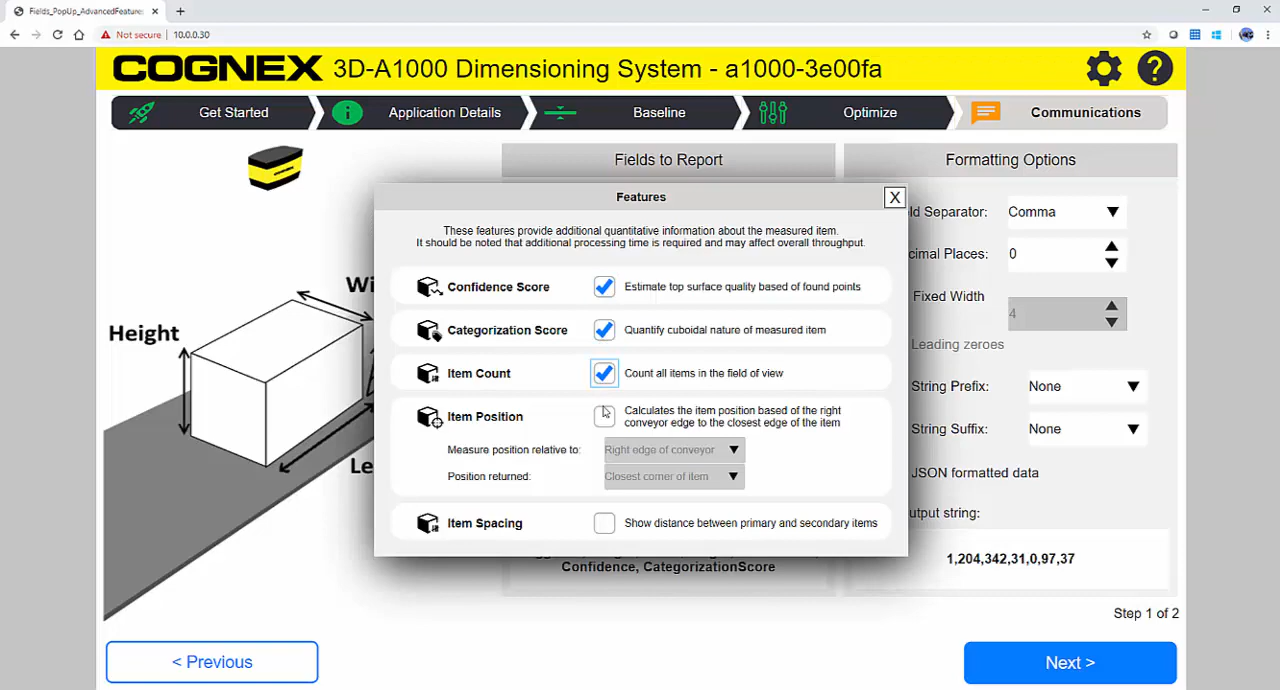 Fields_PopUp_AdvancedFeature
Not secure
10.0.0.30
COGNEX 3D-A1000 Dimensioning System - a1000-3e00fa
Get Started
Application Details
Baseline
Optimize
Communications
Fields to Report
Formatting Options
Features
X
These features provide additional quantitative information about the measured item.
It should be noted that additional processing time is required and may affect overall throughput.
Confidence Score
Estimate top surface quality based of found points
Categorization Score
Quantify cuboidal nature of measured item
Item Count
Count all items in the field of view
Item Position
Calculates the item position based of the right
conveyor edge to the closest edge of the item
Measure position relative to:
Right edge of conveyor
Position returned:
Closest corner of item
Item Spacing
Show distance between primary and secondary items
Height
Wi
Le
ld Separator:
Comma
cimal Places:
0
Fixed Width
4
Leading zeroes
String Prefix:
None
String Suffix:
None
JSON formatted data
utput string:
1,204,342,31,0,97,37
Confidence, CategorizationScore
Step 1 of 2
< Previous
Next >